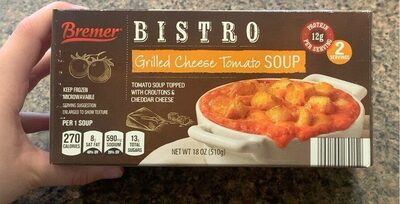 Bremer
BISTRO
Grilled Cheese Tomato SOUP
PROTEIN
12g
PER SERVING
2
SERVINGS
KEEP FROZEN
MICROWAVABLE
SERVING SUGGESTION
ENLARGED TO SHOW TEXTURE
TOMATO SOUP TOPPED
WITH CROUTONS &
CHEDDAR CHEESE
PER 1 SOUP
270
CALORIES
8g
SAT FAT
590mg
SODIUM
13g
TOTAL
SUGARS
NET WT 18 OZ (510g)